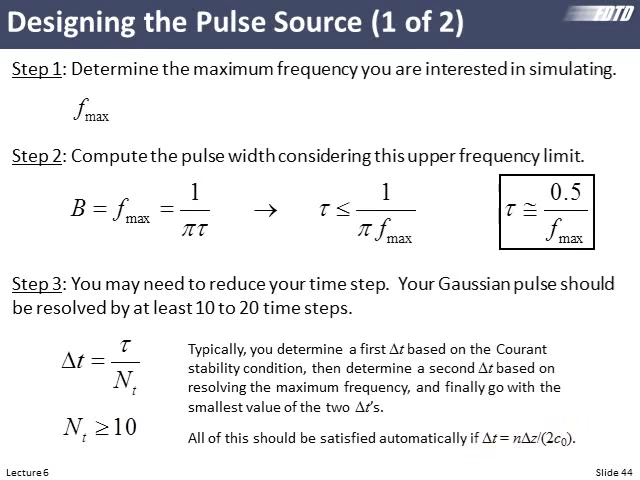 Designing the Pulse Source (1 of 2)
FDTD
Step 1: Determine the maximum frequency you are interested in simulating.
f_max
Step 2: Compute the pulse width considering this upper frequency limit.
B = f_max = 1/(πτ) → τ ≤ 1/(π f_max) τ ≅ 0.5/f_max
Step 3: You may need to reduce your time step. Your Gaussian pulse should
be resolved by at least 10 to 20 time steps.
Δt = τ/N_t
N_t ≥ 10
Typically, you determine a first Δt based on the Courant
stability condition, then determine a second Δt based on
resolving the maximum frequency, and finally go with the
smallest value of the two Δt's.
All of this should be satisfied automatically if Δt = nΔz/(2c₀).
Lecture 6
Slide 44